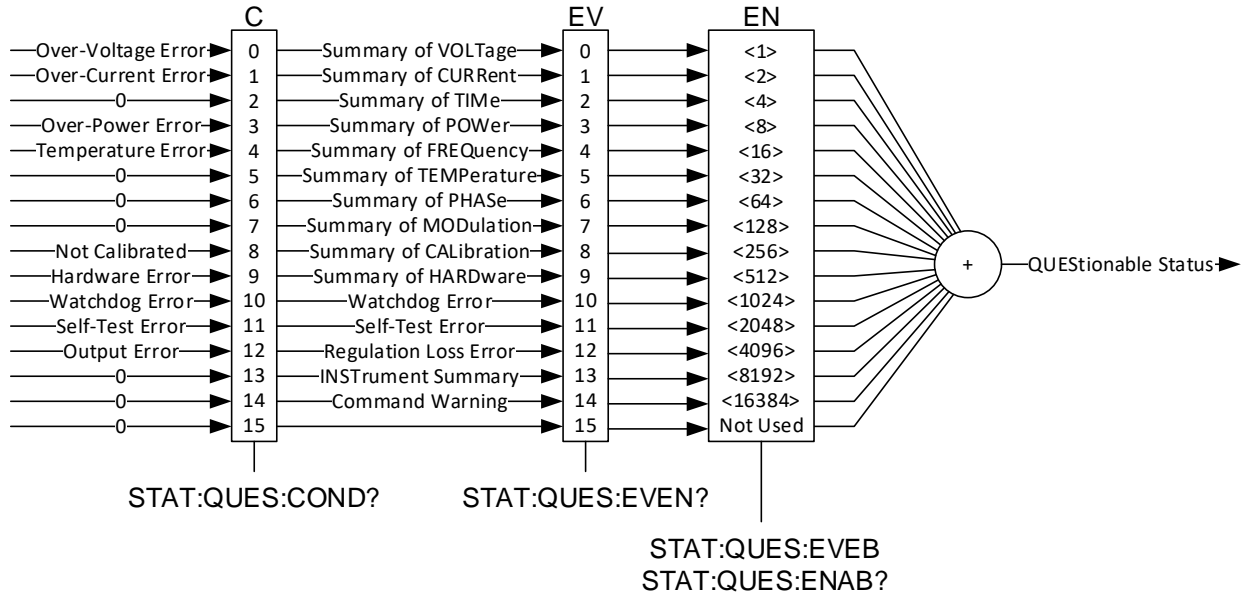 C EV EN
Over-Voltage Error 0 Summary of VOLTage 0 <1>
Over-Current Error 1 Summary of CURRent 1 <2>
0 2 Summary of TIMe 2 <4>
Over-Power Error 3 Summary of POWer 3 <8>
Temperature Error 4 Summary of FREQuency 4 <16>
0 5 Summary of TEMPerature 5 <32>
0 6 Summary of PHASe 6 <64>
0 7 Summary of MODulation 7 <128>
Not Calibrated 8 Summary of CALibration 8 <256>
+ QUEStionable Status
Hardware Error 9 Summary of HARDware 9 <512>
Watchdog Error 10 Watchdog Error 10 <1024>
Self-Test Error 11 Self-Test Error 11 <2048>
Output Error 12 Regulation Loss Error 12 <4096>
0 13 INSTrument Summary 13 <8192>
0 14 Command Warning 14 <16384>
0 15 15 Not Used
STAT:QUES:COND? STAT:QUES:EVEN?
STAT:QUES:EVEB
STAT:QUES:ENAB?